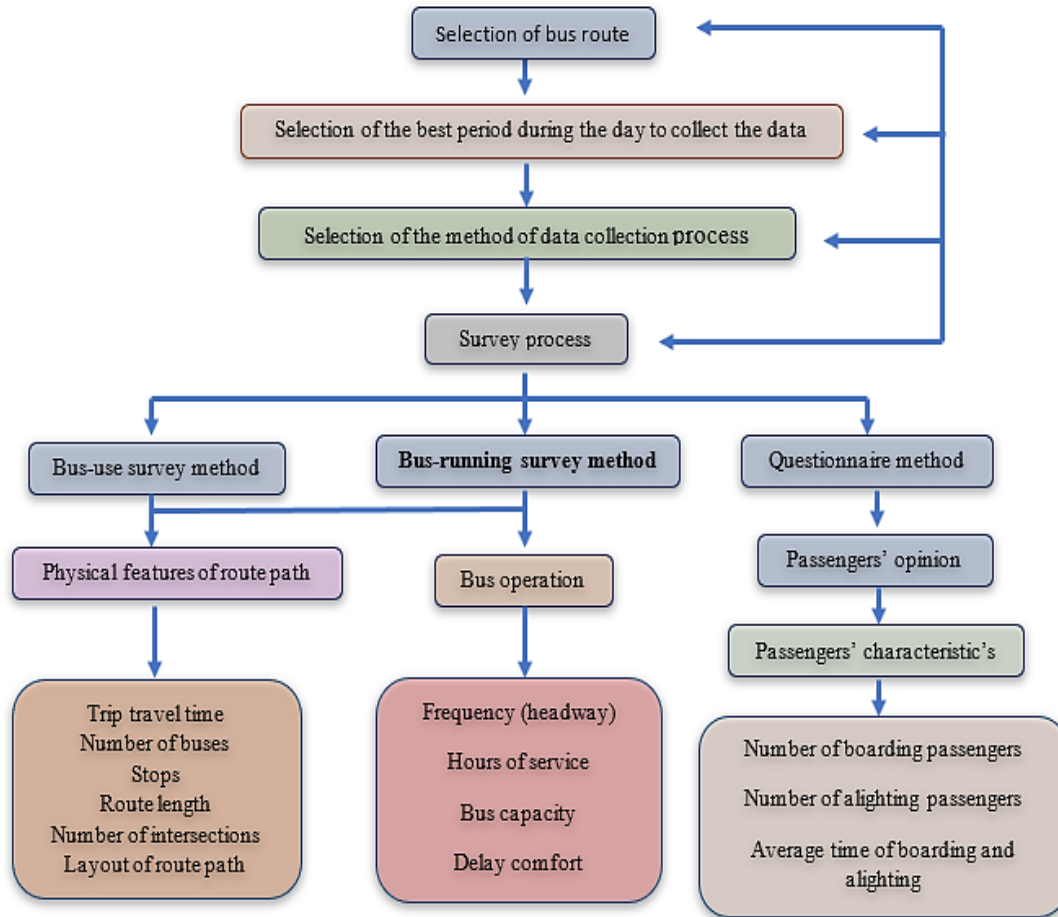 Selection of bus route
Selection of the best period during the day to collect the data
Selection of the method of data collection process
Survey process
Bus-use survey method
Bus-running survey method
Questionnaire method
Physical features of route path
Bus operation
Passengers’ opinion
Passengers’ characteristic’s
Trip travel time
Number of buses
Stops
Route length
Number of intersections
Layout of route path
Frequency (headway)
Hours of service
Bus capacity
Delay comfort
Number of boarding passengers
Number of alighting passengers
Average time of boarding and
alighting